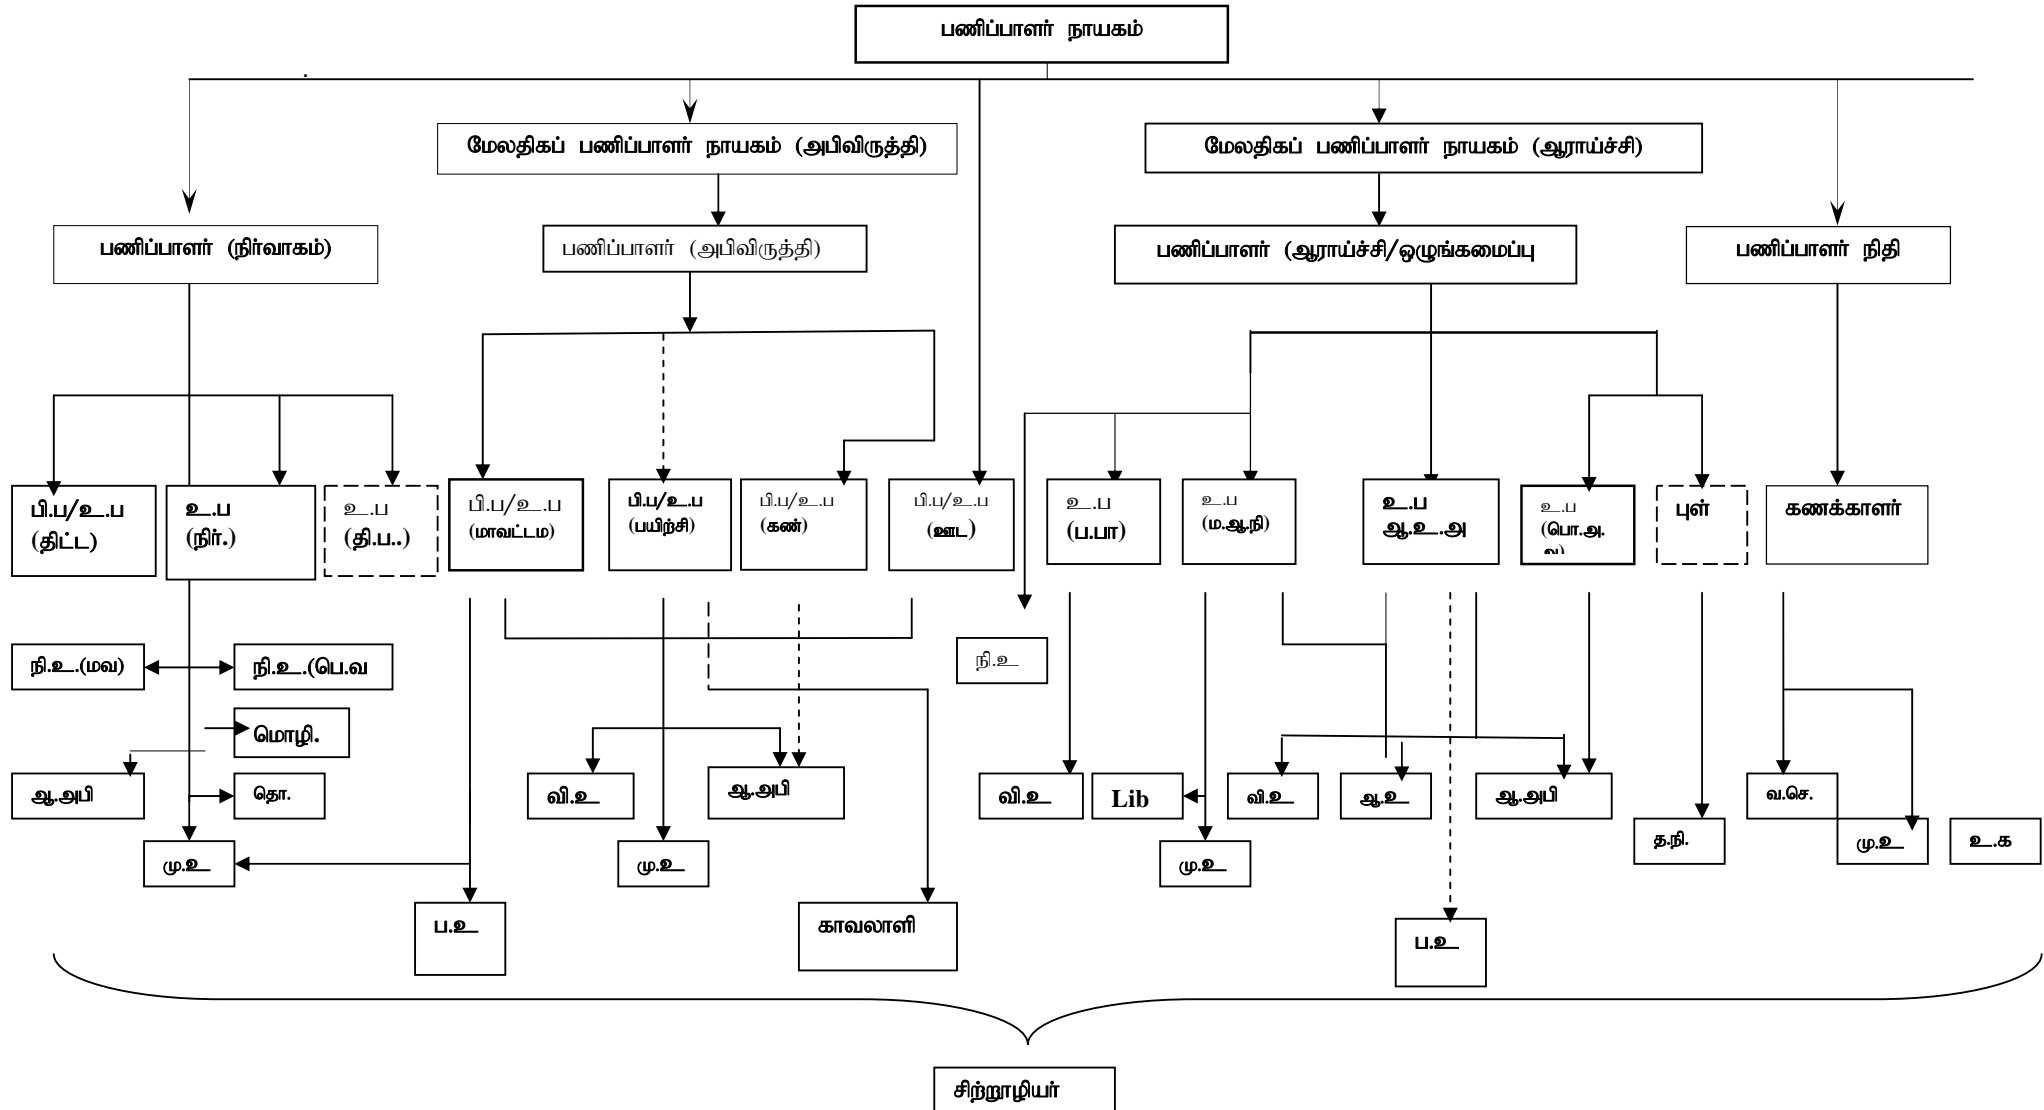 பணிப்பாளர் நாயகம்
மேலதிகப் பணிப்பாளர் நாயகம் (அபிவிருத்தி)
மேலதிகப் பணிப்பாளர் நாயகம் (ஆராய்ச்சி)
பணிப்பாளர் (நிர்வாகம்)
பணிப்பாளர் (அபிவிருத்தி)
பணிப்பாளர் (ஆராய்ச்சி/ஒழுங்கமைப்பு
பணிப்பாளர் நிதி
பி.ப/உ.ப
(திட்ட)
உ.ப
(நிர்.)
உ.ப
(தி.ப..)
பி.ப/உ.ப
(மாவட்டம)
பி.ப/உ.ப
(பயிற்சி)
பி.ப/உ.ப
(கண்)
பி.ப/உ.ப
(ஊட)
உ.ப
(ப.பா)
உ.ப
(ம.ஆ.நி)
உ.ப
ஆ.உ.அ
உ.ப
(பொ.அ.
புள்
கணக்காளர்
நி.உ.(மவ)
நி.உ.(பெ.வ
நி.உ
மொழி.
ஆ.அபி
தொ.
வி.உ
ஆ.அபி
வி.உ
Lib
வி.உ
ஆ.உ
ஆ.அபி
வ.செ.
த.நி.
மு.உ
உ.க
மு.உ
மு.உ
மு.உ
ப.உ
காவலாளி
ப.உ
சிற்றூழியர்